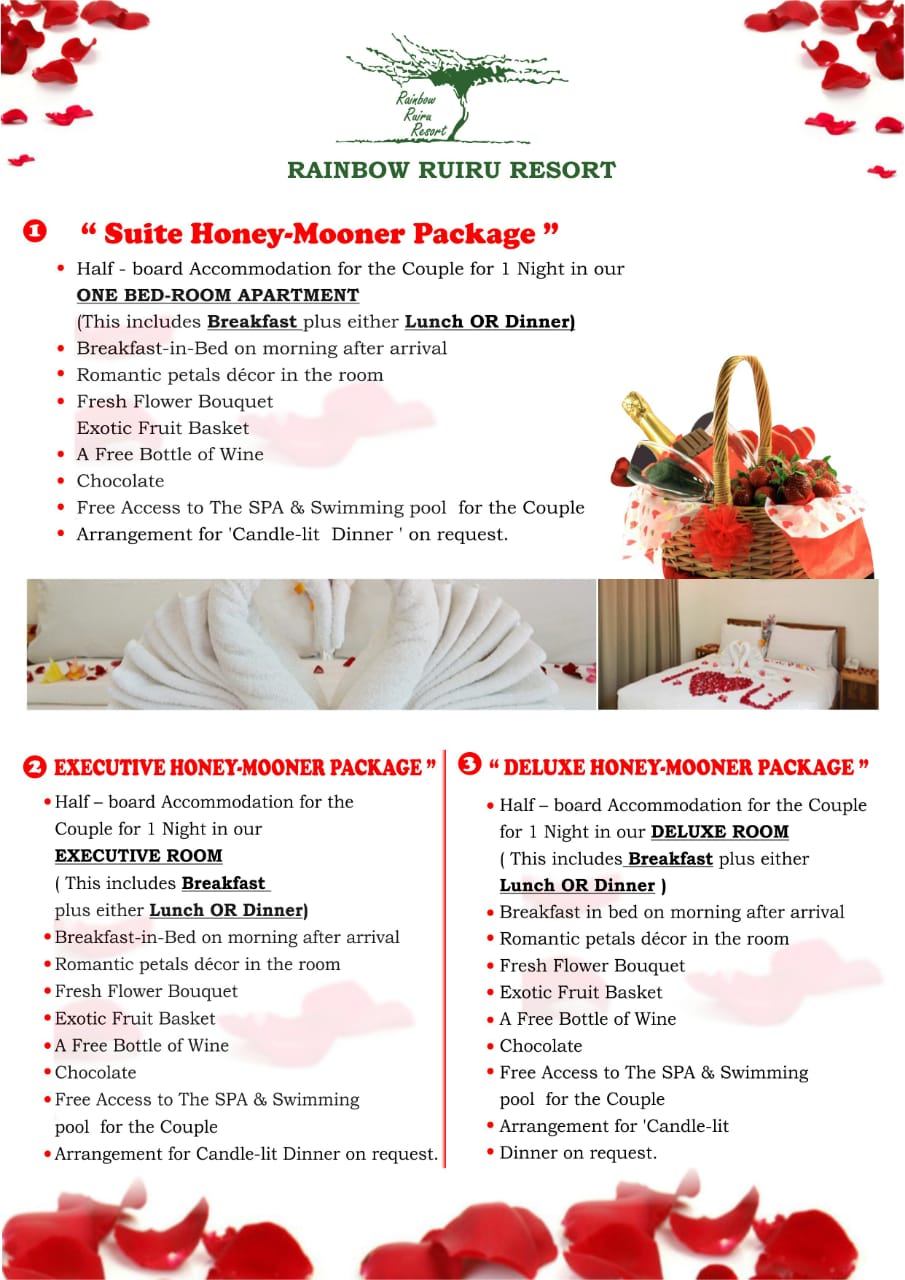 Rainbow
Ruiru
Resort
RAINBOW RUIRU RESORT
1 “ Suite Honey-Mooner Package ”
• Half - board Accommodation for the Couple for 1 Night in our
ONE BED-ROOM APARTMENT
(This includes Breakfast plus either Lunch OR Dinner)
• Breakfast-in-Bed on morning after arrival
• Romantic petals décor in the room
• Fresh Flower Bouquet
Exotic Fruit Basket
• A Free Bottle of Wine
• Chocolate
• Free Access to The SPA & Swimming pool for the Couple
• Arrangement for 'Candle-lit Dinner ' on request.
I U
2 EXECUTIVE HONEY-MOONER PACKAGE ”
• Half – board Accommodation for the
Couple for 1 Night in our
EXECUTIVE ROOM
( This includes Breakfast
plus either Lunch OR Dinner)
• Breakfast-in-Bed on morning after arrival
• Romantic petals décor in the room
• Fresh Flower Bouquet
• Exotic Fruit Basket
• A Free Bottle of Wine
• Chocolate
• Free Access to The SPA & Swimming
pool for the Couple
• Arrangement for Candle-lit Dinner on request.
3 “ DELUXE HONEY-MOONER PACKAGE ”
• Half – board Accommodation for the Couple
for 1 Night in our DELUXE ROOM
( This includes Breakfast plus either
Lunch OR Dinner )
• Breakfast in bed on morning after arrival
• Romantic petals décor in the room
• Fresh Flower Bouquet
• Exotic Fruit Basket
• A Free Bottle of Wine
• Chocolate
• Free Access to The SPA & Swimming
pool for the Couple
• Arrangement for 'Candle-lit
• Dinner on request.